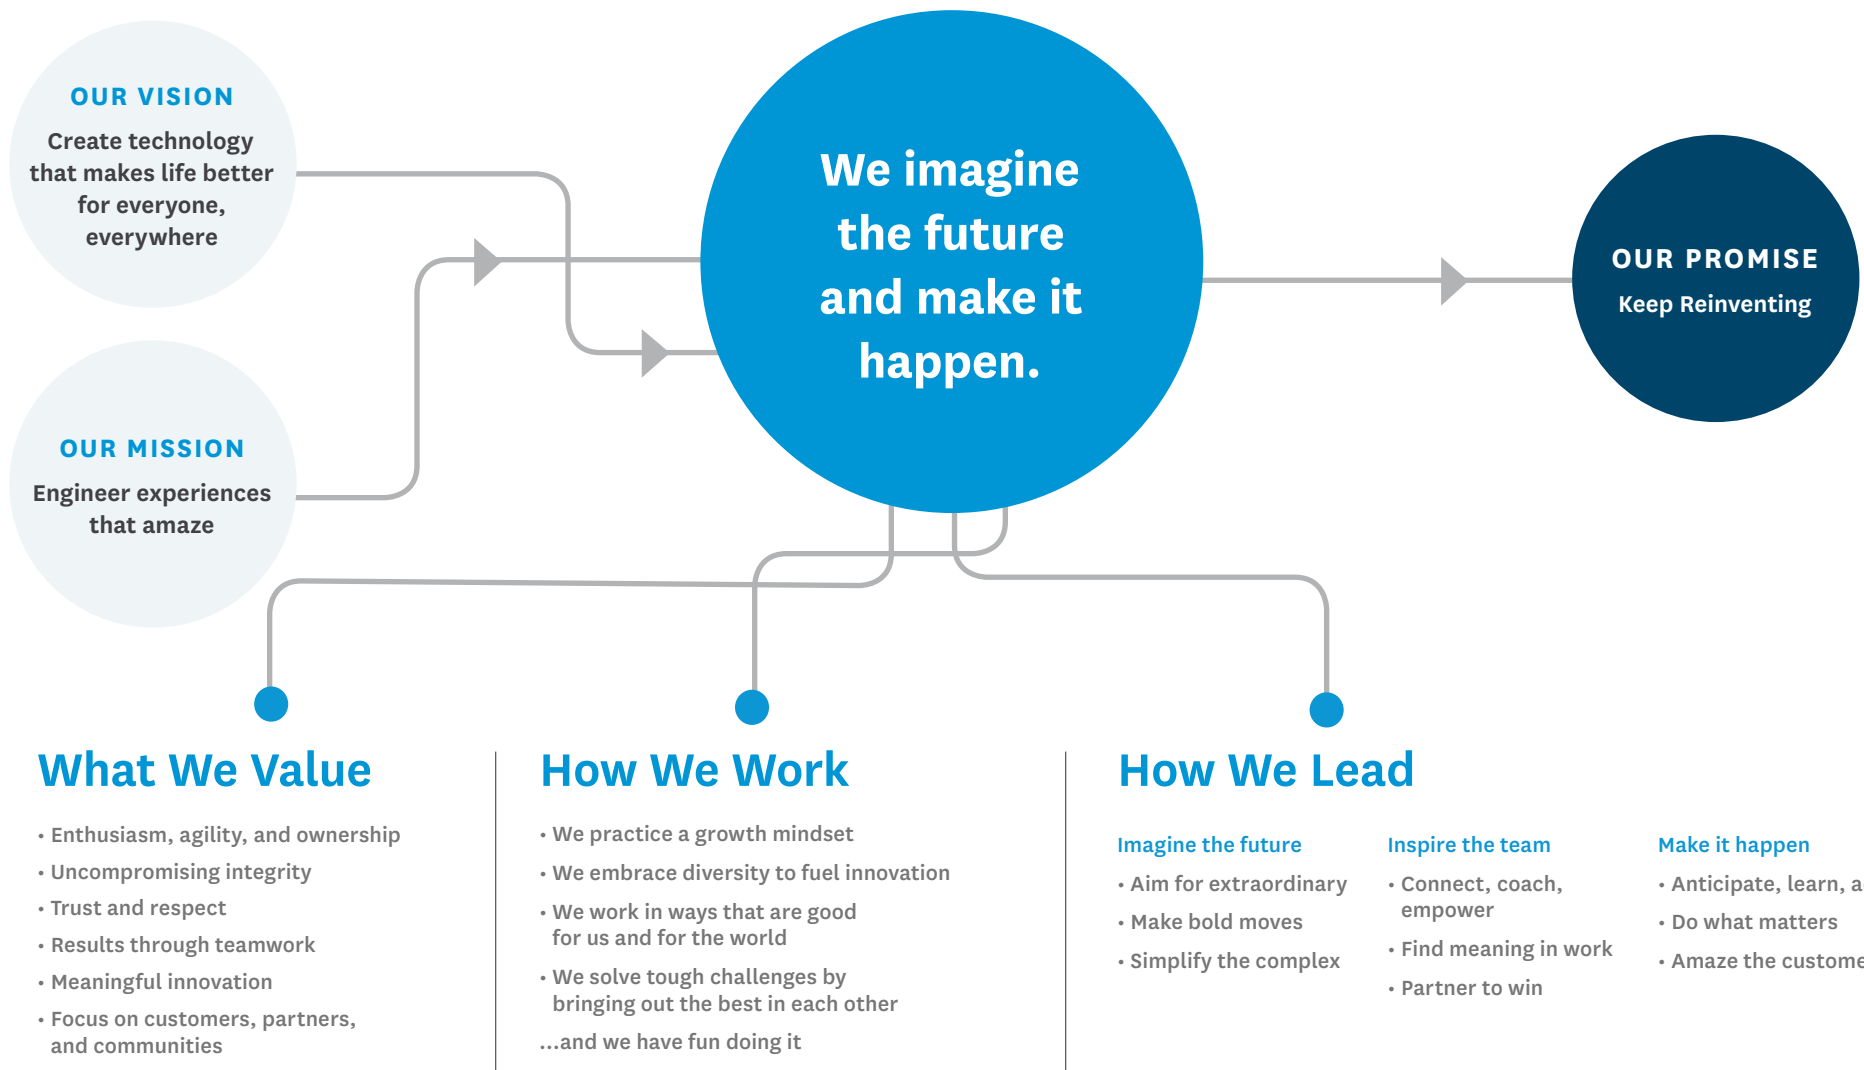 OUR VISION
Create technology
that makes life better
for everyone,
everywhere
OUR MISSION
Engineer experiences
that amaze
We imagine
the future
and make it
happen.
OUR PROMISE
Keep Reinventing
What We Value
• Enthusiasm, agility, and ownership
• Uncompromising integrity
• Trust and respect
• Results through teamwork
• Meaningful innovation
• Focus on customers, partners,
and communities
How We Work
• We practice a growth mindset
• We embrace diversity to fuel innovation
• We work in ways that are good
for us and for the world
• We solve tough challenges by
bringing out the best in each other
...and we have fun doing it
How We Lead
Imagine the future
• Aim for extraordinary
• Make bold moves
• Simplify the complex
Inspire the team
• Connect, coach,
empower
• Find meaning in work
• Partner to win
Make it happen
• Anticipate, learn,
• Do what matters
• Amaze the